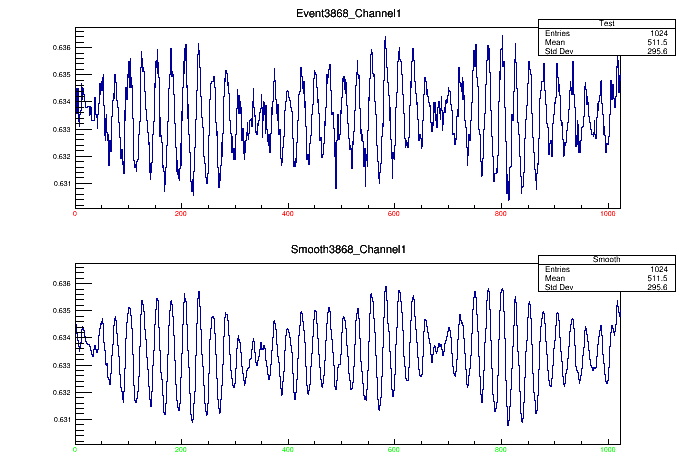 Event3868_Channel1
Test
Entries 1024
Mean 511.5
Std Dev 295.6
0.636
0.635
0.634
0.633
0.632
0.631
0 200 400 600 800 1000
Smooth3868_Channel1
Smooth
Entries 1024
Mean 511.5
Std Dev 295.6
0.636
0.635
0.634
0.633
0.632
0.631
0 200 400 600 800 1000